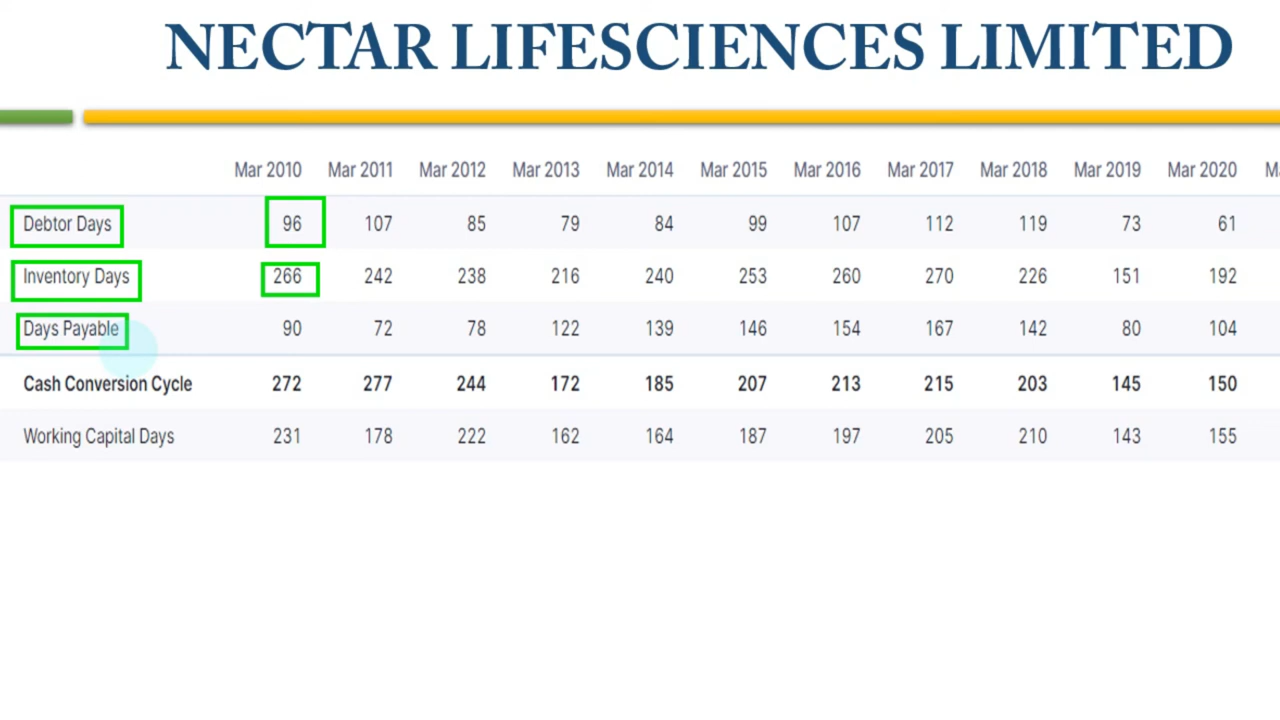 NECTAR LIFESCIENCES LIMITED
Mar 2010 Mar 2011 Mar 2012 Mar 2013 Mar 2014 Mar 2015 Mar 2016 Mar 2017 Mar 2018 Mar 2019 Mar 2020
Debtor Days 96 107 85 79 84 99 107 112 119 73 61
Inventory Days 266 242 238 216 240 253 260 270 226 151 192
Days Payable 90 72 78 122 139 146 154 167 142 80 104
Cash Conversion Cycle 272 277 244 172 185 207 213 215 203 145 150
Working Capital Days 231 178 222 162 164 187 197 205 210 143 155